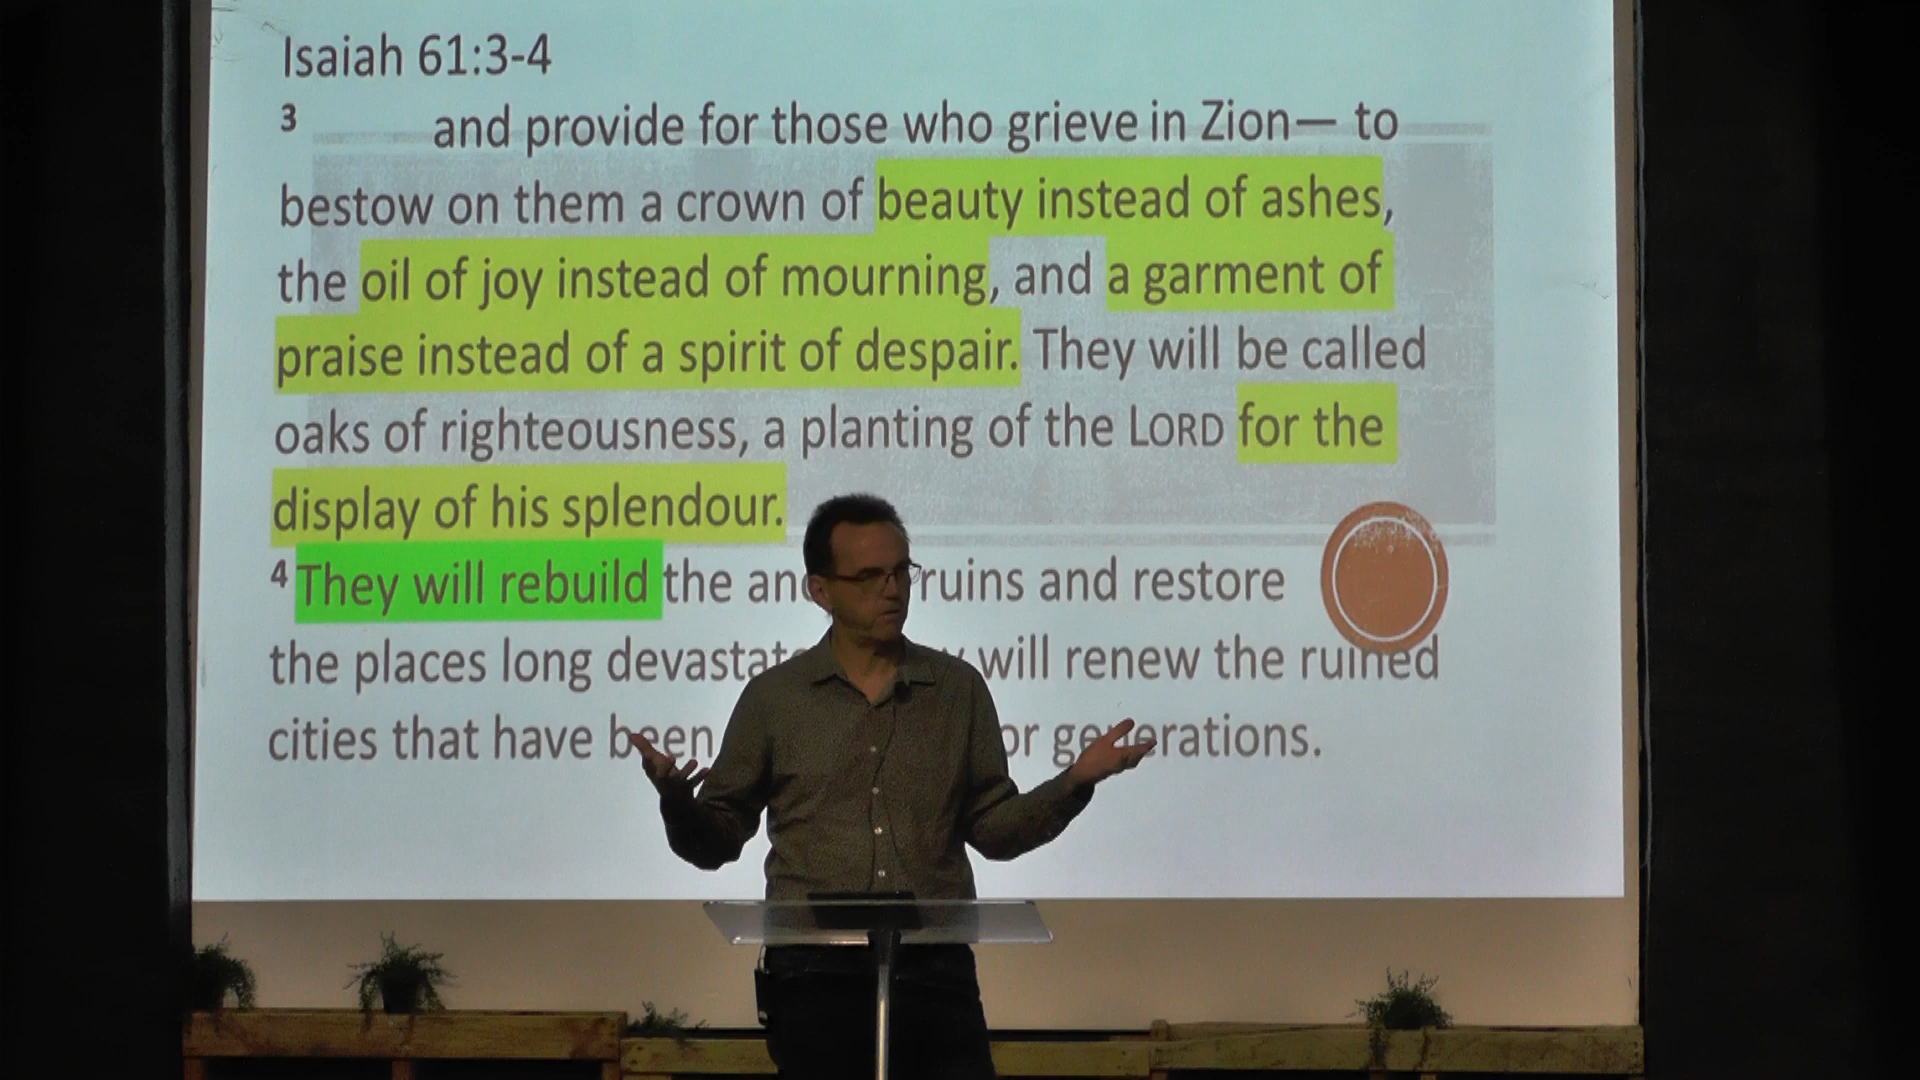 Isaiah 61:3-4
3 and provide for those who grieve in Zion— to
bestow on them a crown of beauty instead of ashes,
the oil of joy instead of mourning, and a garment of
praise instead of a spirit of despair. They will be called
oaks of righteousness, a planting of the LORD for the
display of his splendour.
4 They will rebuild the ruins and restore
the places long will renew the ruined
cities that have been generations.